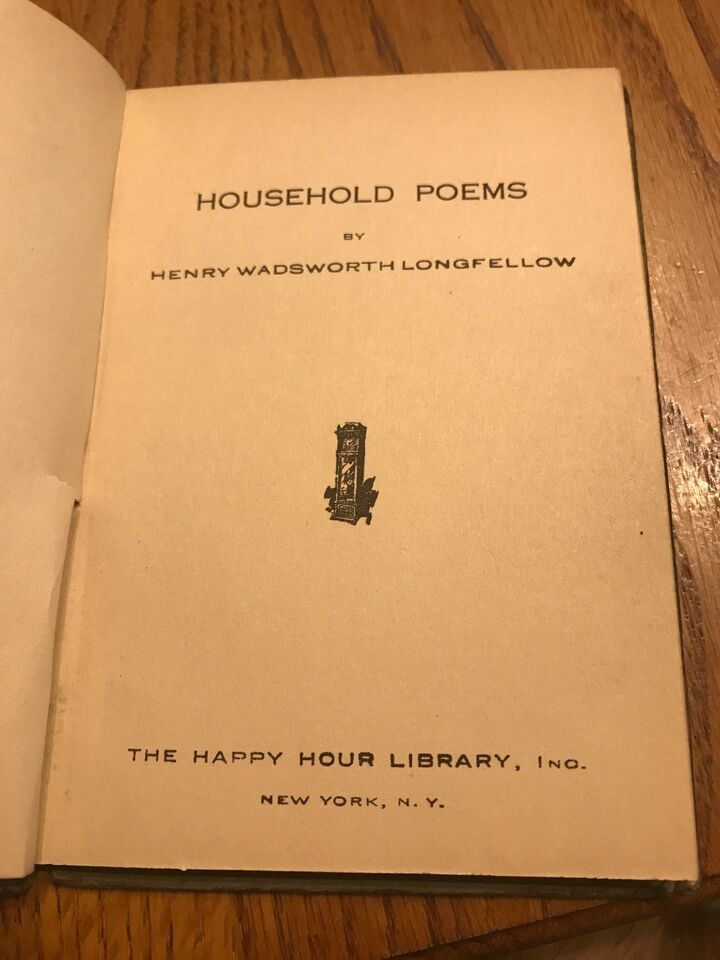 HOUSEHOLD POEMS
BY
HENRY WADSWORTH LONGFELLOW
THE HAPPY HOUR LIBRARY, INC.
NEW YORK, N. Y.